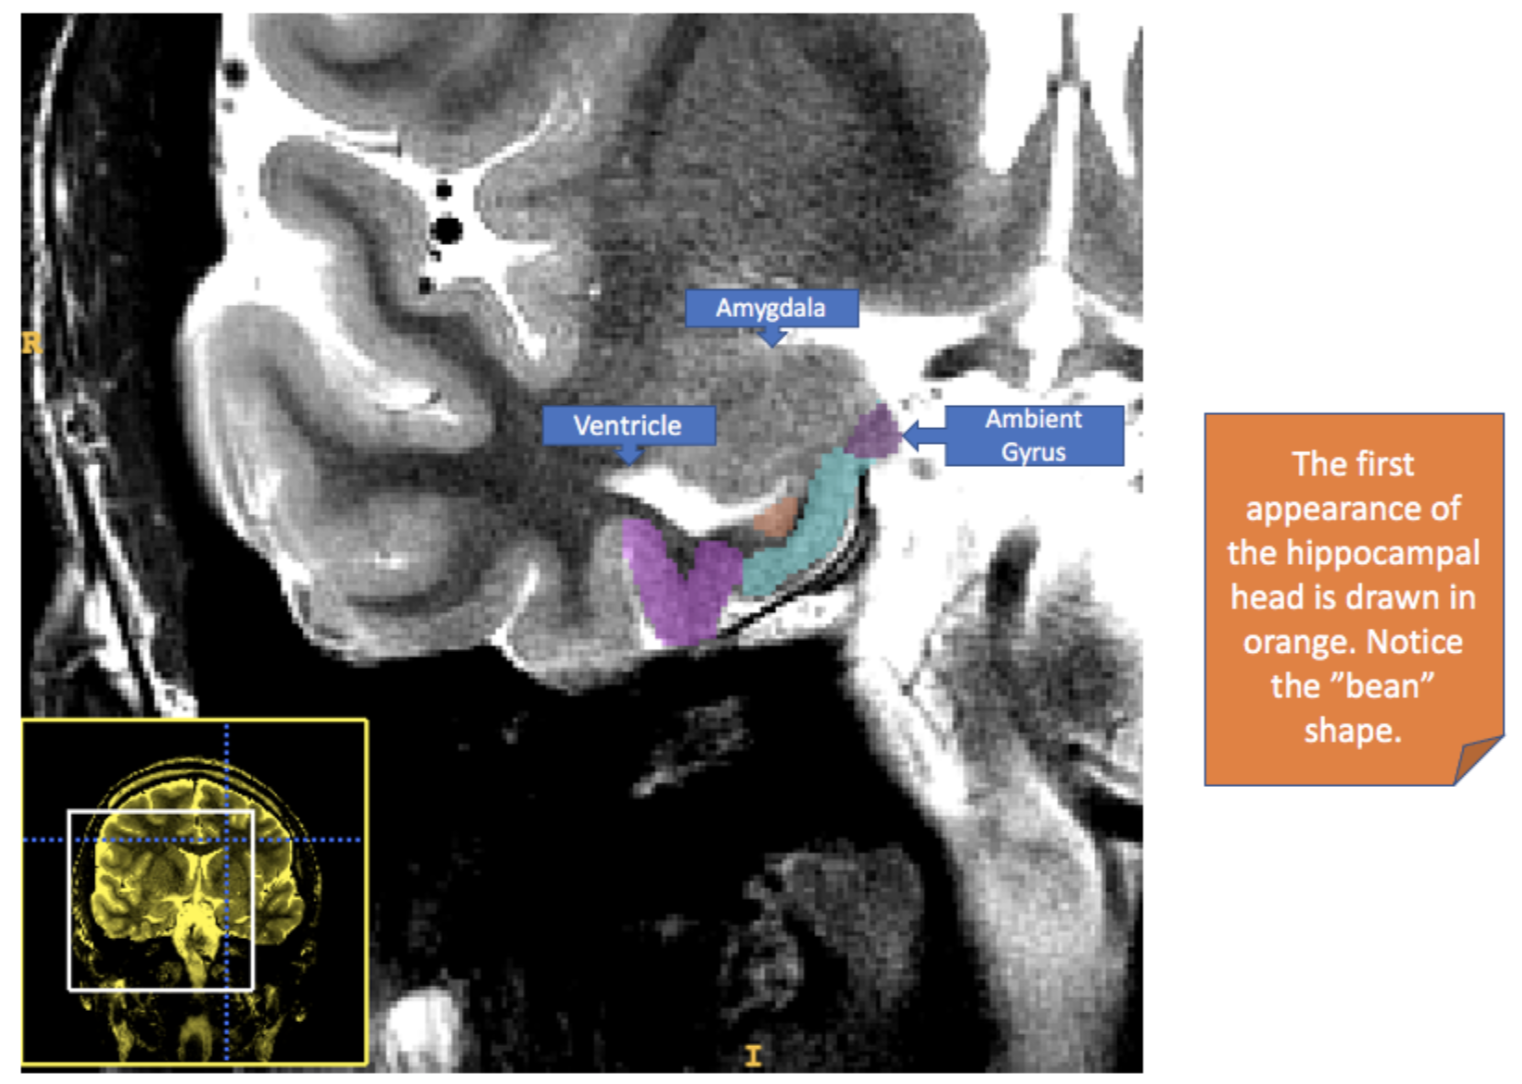 Amygdala
Ventricle
Ambient
Gyrus
R
I
The first
appearance of
the hippocampal
head is drawn in
orange. Notice
the ”bean”
shape.